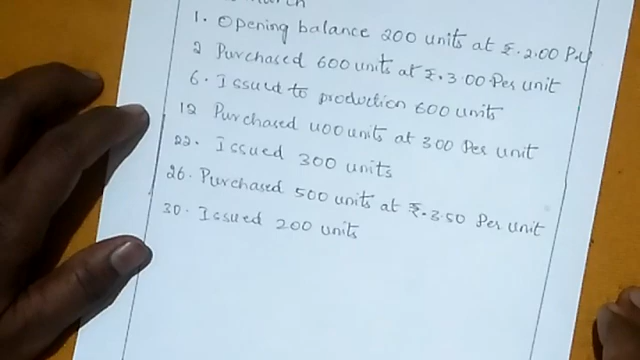 March
1. Opening balance 200 units at ₹.2.00 P.U
2 Purchased 600 units at ₹.3.00 Per unit
6. Issued to production 600 units
12 Purchased 400 units at 300 Per unit
22. Issued 300 units
26. Purchased 500 units at ₹.3.50 Per unit
30. Issued 200 units